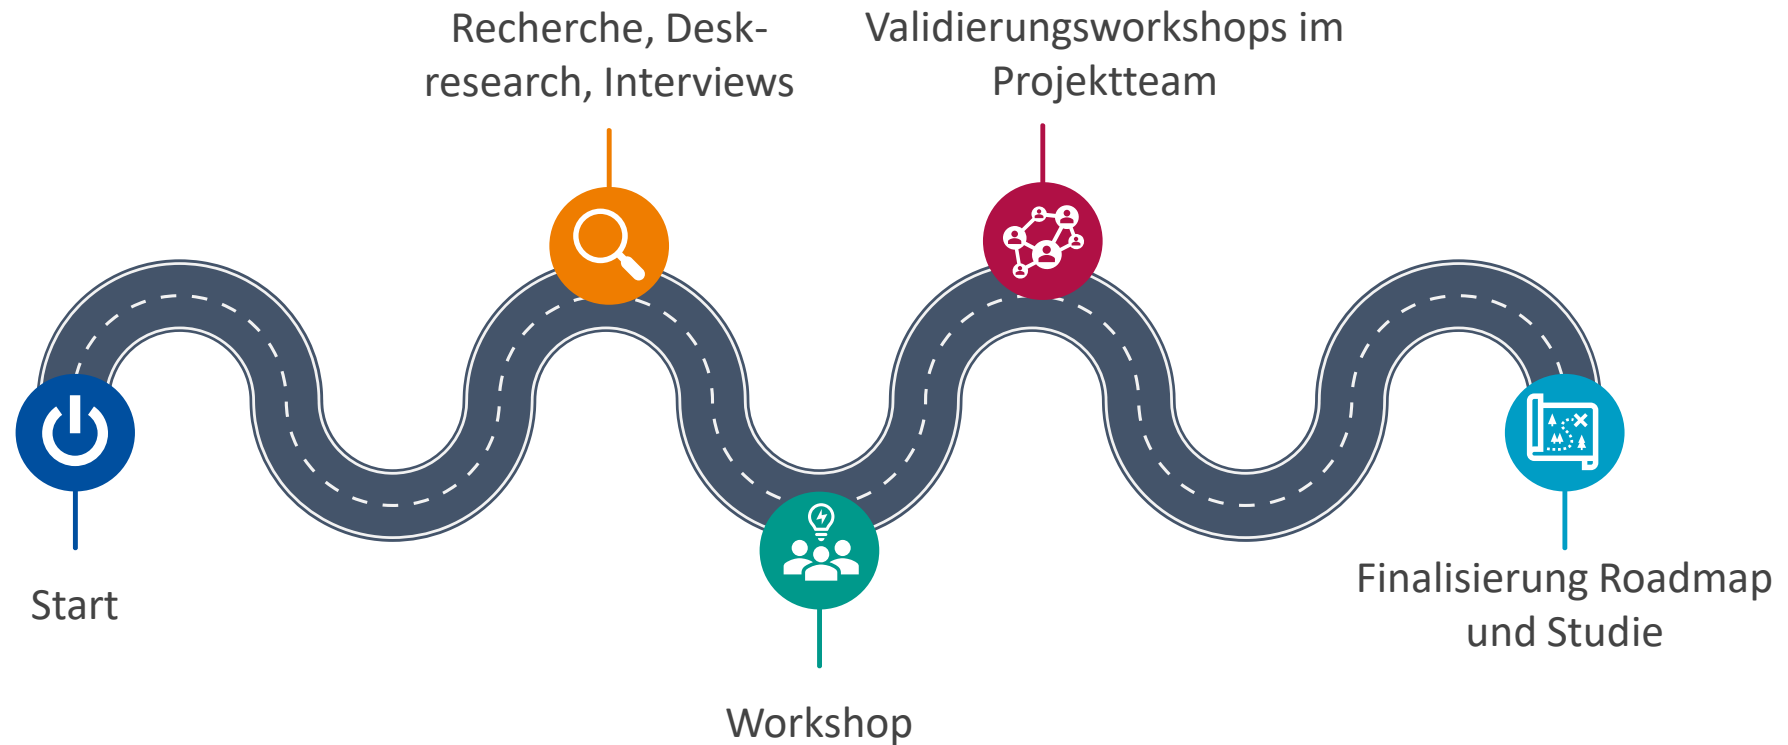 Recherche, Desk-
research, Interviews
Validierungsworkshops im
Projektteam
Start
Workshop
Finalisierung Roadmap
und Studie